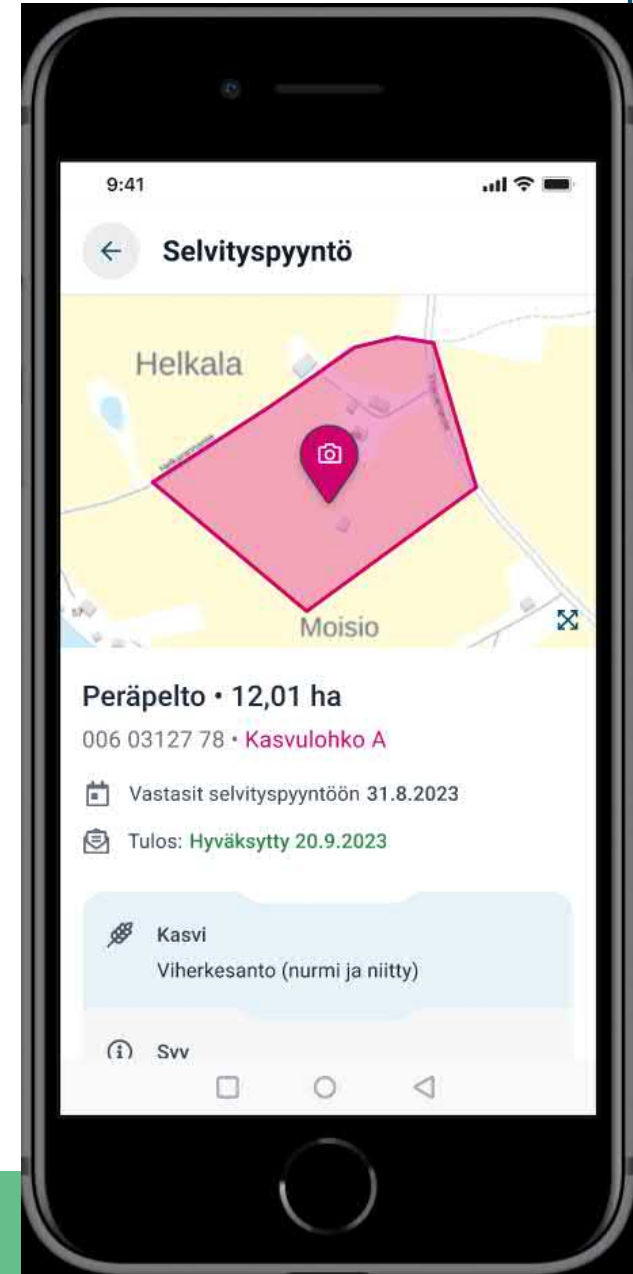 9:41
Selvityspyyntö
Helkala
Moisio
Peräpelto • 12,01 ha
006 03127 78 • Kasvulohko A
Vastasit selvityspyyntöön 31.8.2023
Tulos: Hyväksytty 20.9.2023
Kasvi
Viherkesanto (nurmi ja niitty)
Syy